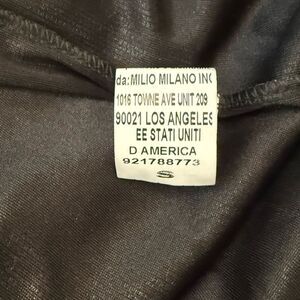 da: MILIO MILANO INC
1016 TOWNE AVE UNIT 209
90021 LOS ANGELES
EE STATI UNITI
D AMERICA
921788773
S